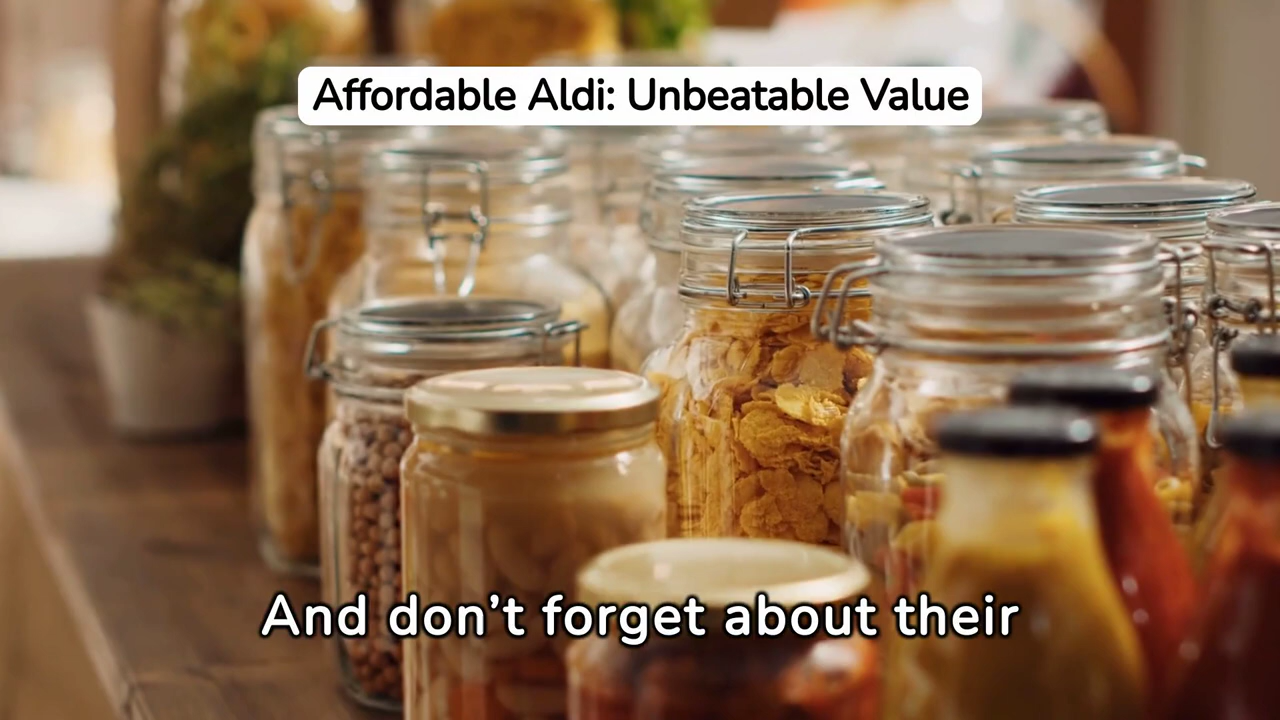 Affordable Aldi: Unbeatable Value
And don’t forget about their